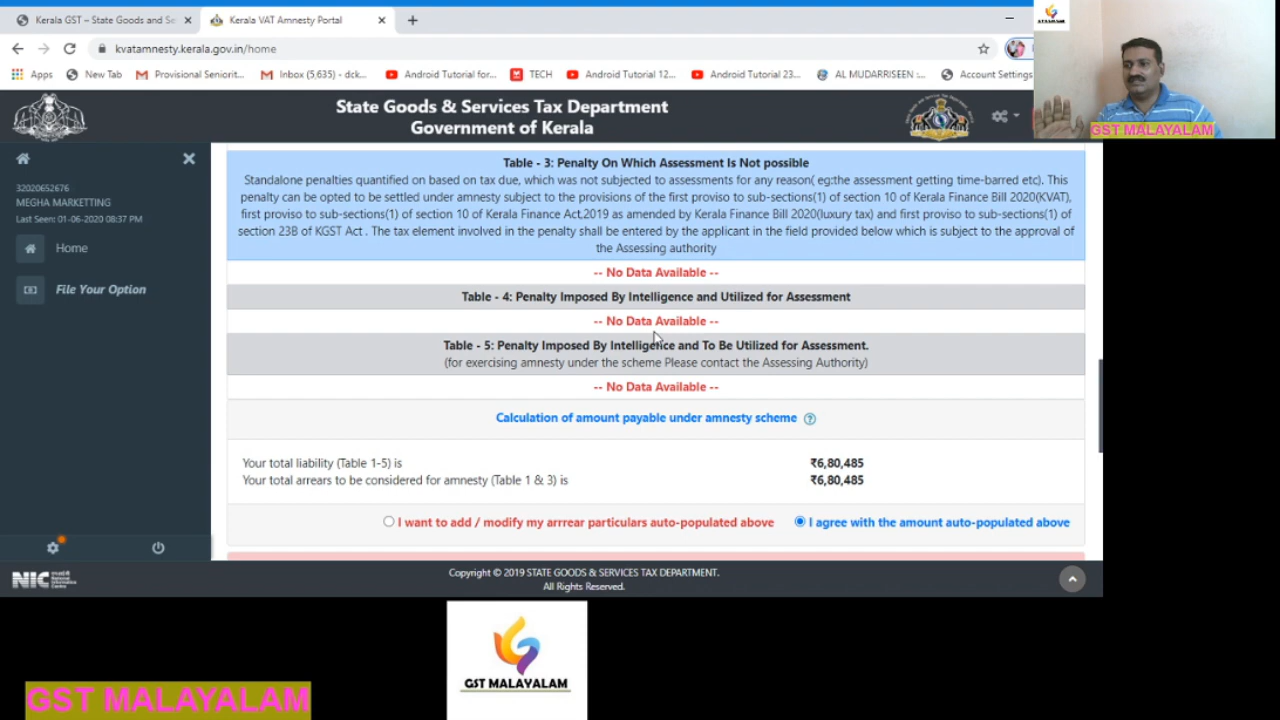 Kerala GST – State Goods and Se
Kerala VAT Amnesty Portal
kvatamnesty.kerala.gov.in/home
Apps
New Tab
Provisional Seniorit...
Inbox (5,635) - dck...
Android Tutorial for...
TECH
Android Tutorial 12...
Android Tutorial 23...
AL MUDARRISEEN :...
Account Settings
State Goods & Services Tax Department
Government of Kerala
GST MALAYALAM
32020652676
MEGHA MARKETTING
Last Seen: 01-06-2020 08:37 PM
Home
File Your Option
Table - 3: Penalty On Which Assessment Is Not possible
Standalone penalties quantified on based on tax due, which was not subjected to assessments for any reason( eg:the assessment getting time-barred etc). This
penalty can be opted to be settled under amnesty subject to the provisions of the first proviso to sub-sections(1) of section 10 of Kerala Finance Bill 2020(KVAT),
first proviso to sub-sections(1) of section 10 of Kerala Finance Act,2019 as amended by Kerala Finance Bill 2020(luxury tax) and first proviso to sub-sections(1) of
section 23B of KGST Act . The tax element involved in the penalty shall be entered by the applicant in the field provided below which is subject to the approval of
the Assessing authority
-- No Data Available --
Table - 4: Penalty Imposed By Intelligence and Utilized for Assessment
-- No Data Available --
Table - 5: Penalty Imposed By Intelligence and To Be Utilized for Assessment.
(for exercising amnesty under the scheme Please contact the Assessing Authority)
-- No Data Available --
Calculation of amount payable under amnesty scheme
Your total liability (Table 1-5) is ₹6,80,485
Your total arrears to be considered for amnesty (Table 1 & 3) is ₹6,80,485
I want to add / modify my arrrear particulars auto-populated above
I agree with the amount auto-populated above
NIC
Copyright © 2019 STATE GOODS & SERVICES TAX DEPARTMENT.
All Rights Reserved.
GST MALAYALAM
GST MALAYALAM